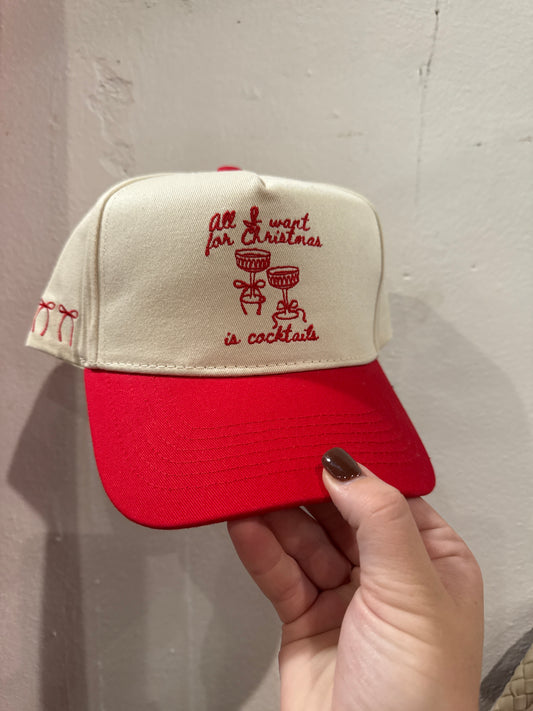 All I want
for Christmas
is cocktails